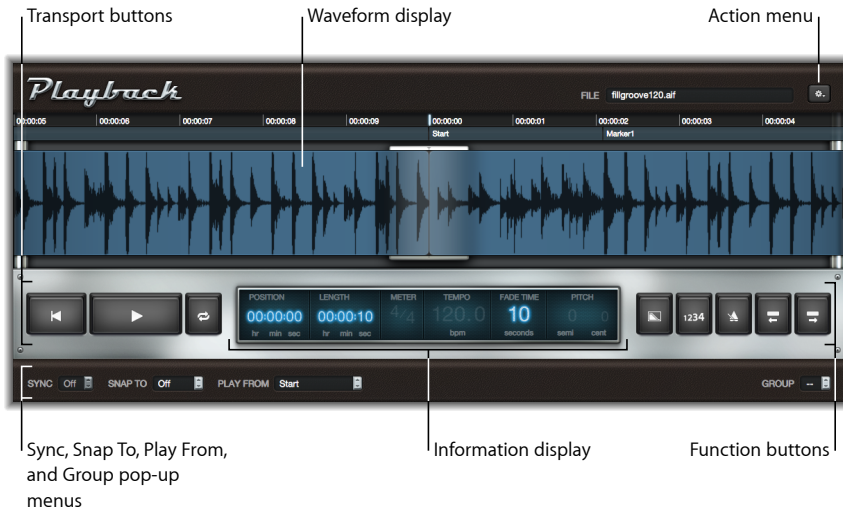 Transport buttons
Waveform display
Action menu
Playback
FILE fillgroove120.aif
00:00:05 00:00:06 00:00:07 00:00:08 00:00:09 00:00:00 00:00:01 00:00:02 00:00:03 00:00:04
Start Marker1
POSITION LENGTH METER TEMPO FADE TIME PITCH
00:00:00 00:00:10 4/4 120.0 10 0 0
hr min sec hr min sec bpm seconds semi cent
1234
SYNC Off SNAP TO Off PLAY FROM Start GROUP --
Sync, Snap To, Play From,
and Group pop-up
menus
Information display
Function buttons